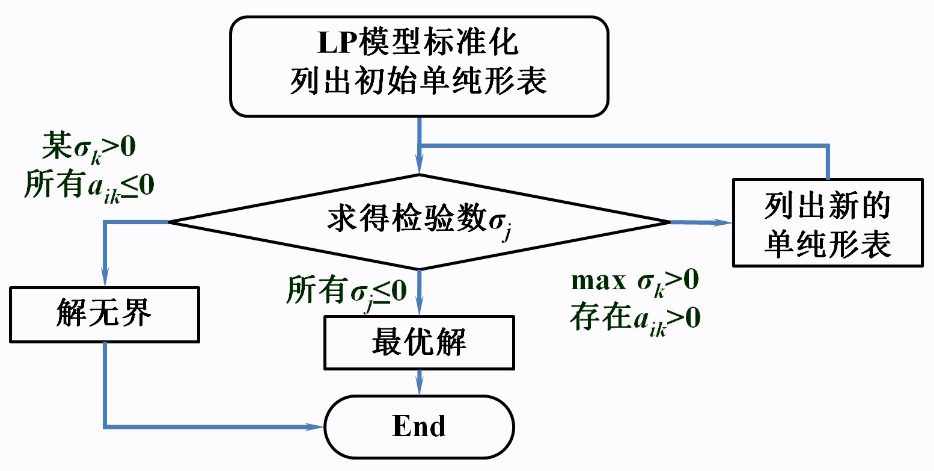 LP模型标准化
列出初始单纯形表
某σk>0
所有aik≤0
求得检验数σj
列出新的
单纯形表
所有σj≤0
max σk>0
存在aik>0
解无界
最优解
End